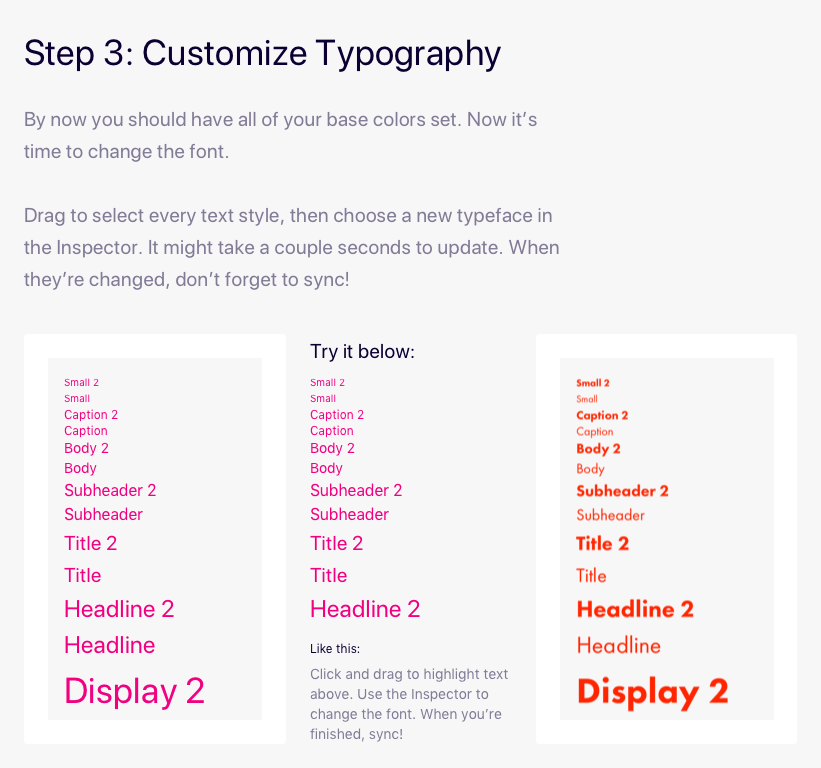 Step 3: Customize Typography
By now you should have all of your base colors set. Now it’s
time to change the font.
Drag to select every text style, then choose a new typeface in
the Inspector. It might take a couple seconds to update. When
they’re changed, don’t forget to sync!
Small 2
Small
Caption 2
Caption
Body 2
Body
Subheader 2
Subheader
Title 2
Title
Headline 2
Headline
Display 2
Try it below:
Small 2
Small
Caption 2
Caption
Body 2
Body
Subheader 2
Subheader
Title 2
Title
Headline 2
Like this:
Click and drag to highlight text
above. Use the Inspector to
change the font. When you’re
finished, sync!
Small 2
Small
Caption 2
Caption
Body 2
Body
Subheader 2
Subheader
Title 2
Title
Headline 2
Headline
Display 2